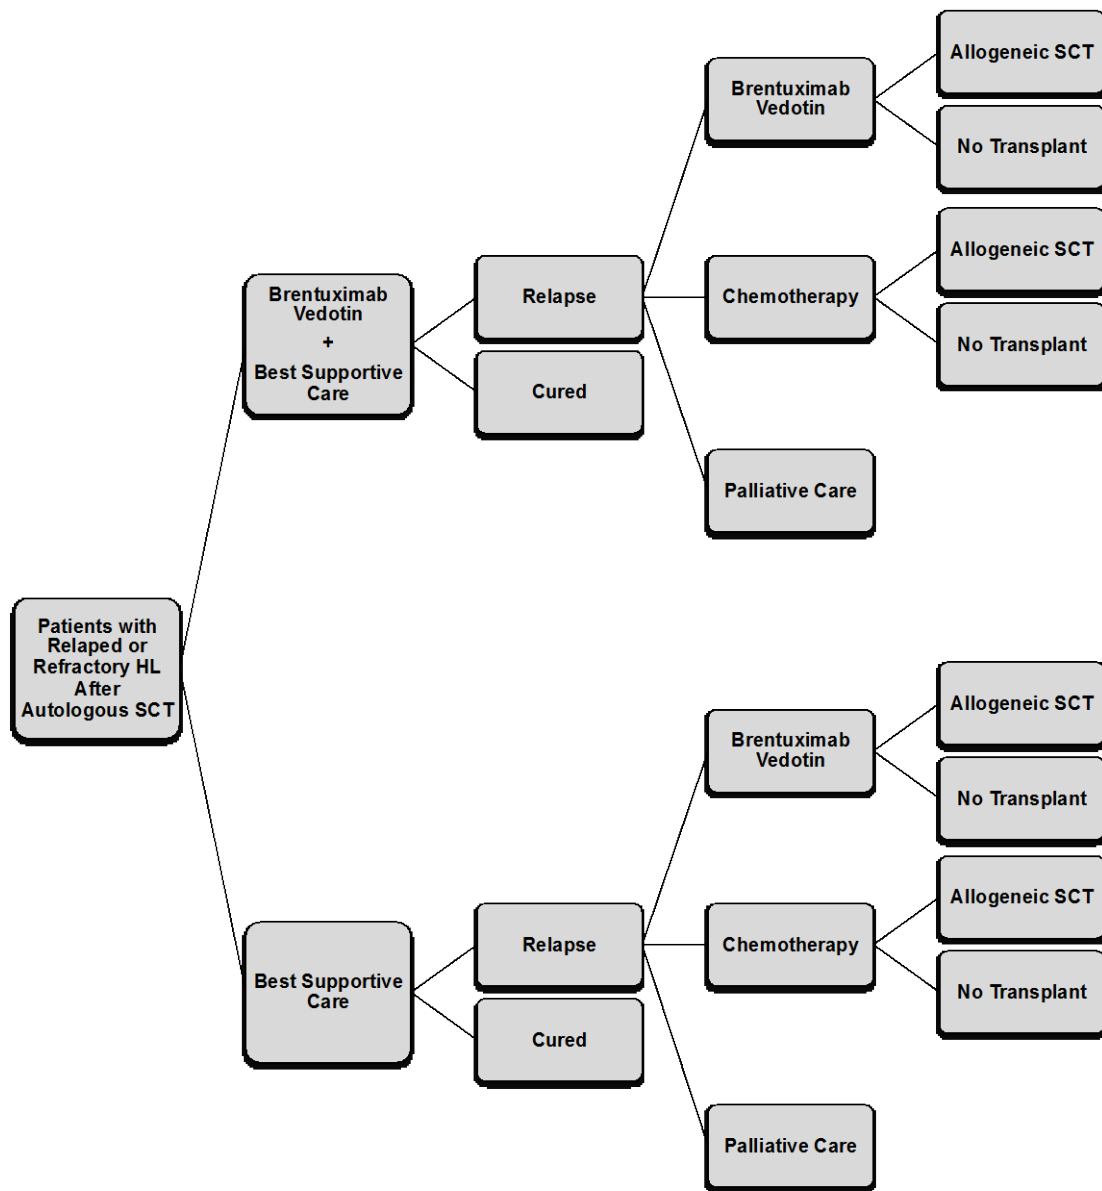 Patients with
Relaped or
Refractory HL
After
Autologous SCT
Brentuximab
Vedotin
+
Best Supportive
Care
Relapse
Cured
Brentuximab
Vedotin
Allogeneic SCT
No Transplant
Chemotherapy
Allogeneic SCT
No Transplant
Palliative Care
Best Supportive
Care
Relapse
Cured
Brentuximab
Vedotin
Allogeneic SCT
No Transplant
Chemotherapy
Allogeneic SCT
No Transplant
Palliative Care